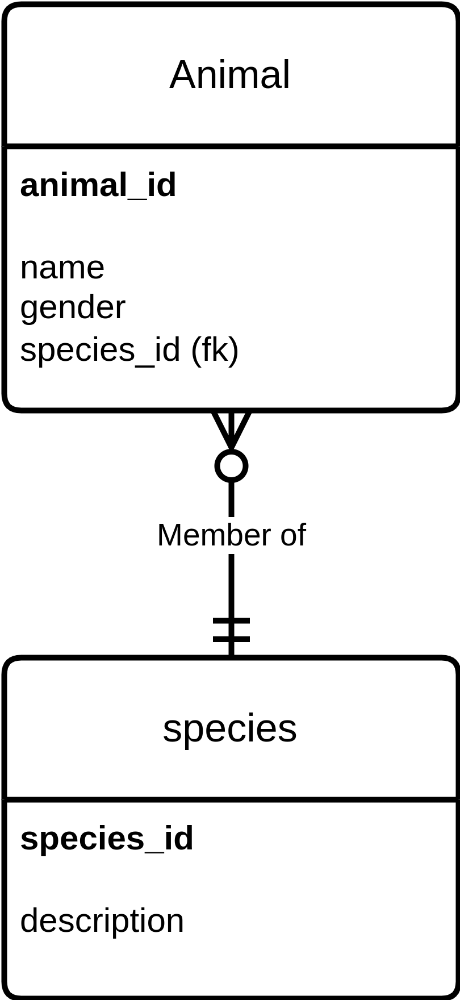 Animal
animal_id
name
gender
species_id (fk)
Member of
species
species_id
description